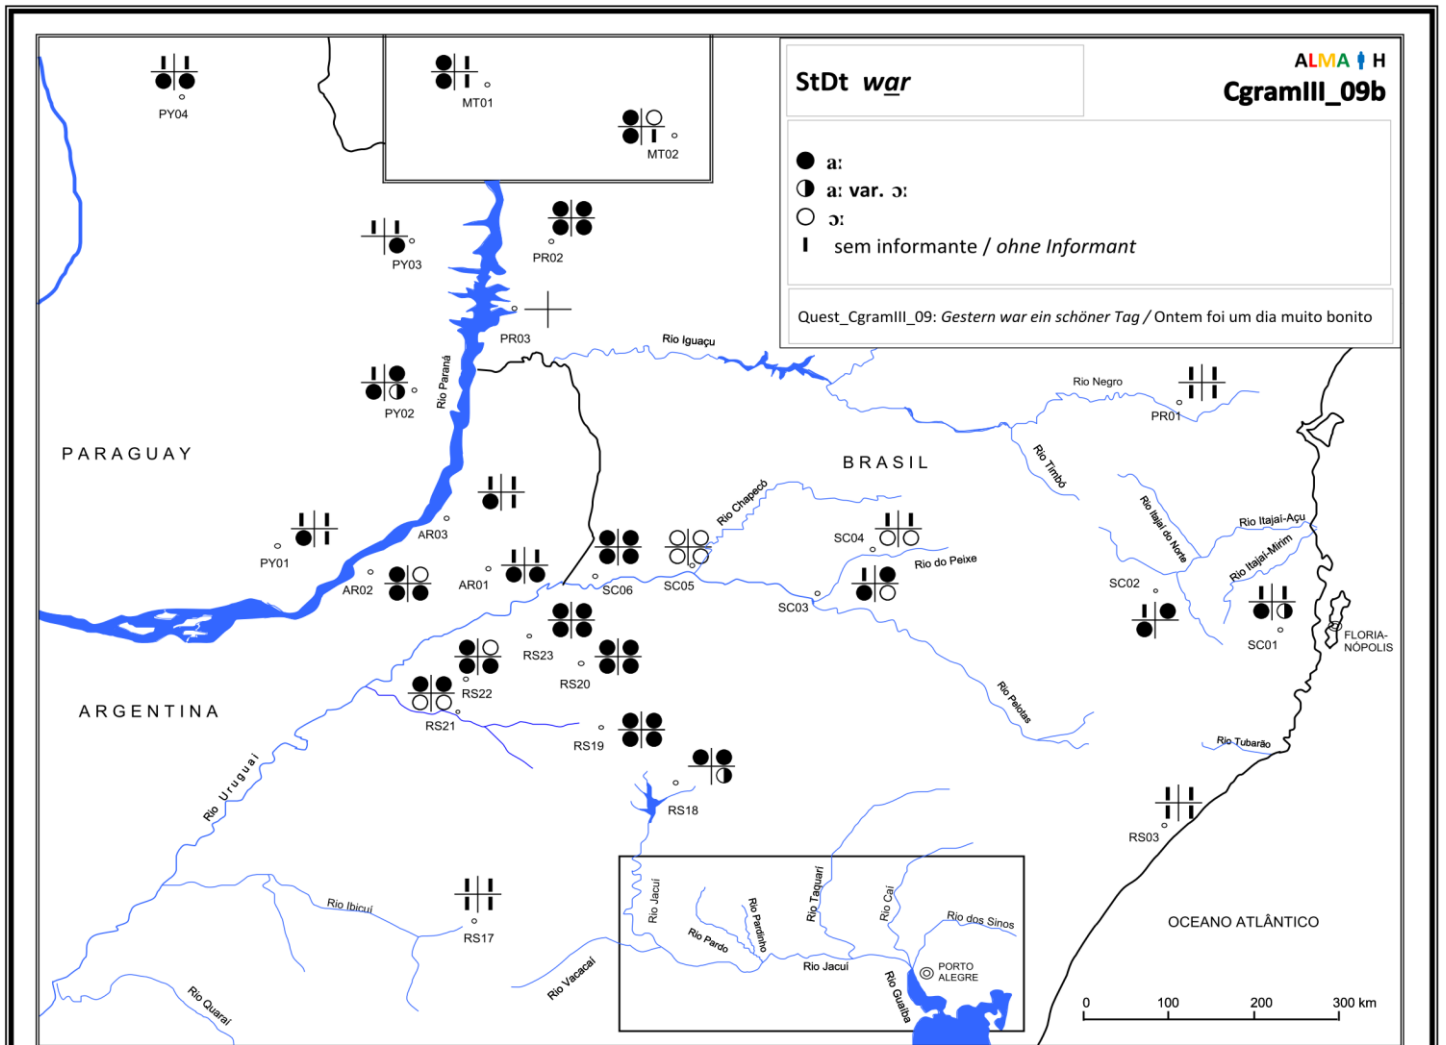 StDt war
ALMA H
CgramIII_09b
aː
aː var. ɔː
ɔː
sem informante / ohne Informant
Quest_CgramIII_09: Gestern war ein schöner Tag / Ontem foi um dia muito bonito
PY04
MT01
MT02
PY03
PR02
PR03
Rio Iguaçu
Rio Paraná
PY02
Rio Negro
PR01
PARAGUAY
BRASIL
Rio Timbó
Rio Chapecó
Rio Itajaí do Norte
Rio Itajaí-Açu
Rio Itajaí-Mirim
AR03
SC04
Rio do Peixe
PY01
AR02
AR01
SC06
SC05
SC03
SC02
SC01
FLORIA-
NÓPOLIS
RS23
RS22
RS20
RS21
ARGENTINA
Rio Pelotas
RS19
Rio Tubarão
Rio Uruguai
RS18
RS03
Rio Ibicuí
RS17
Rio Jacuí
Rio Pardo
Rio Pardinho
Rio Taquarí
Rio Caí
Rio dos Sinos
OCEANO ATLÂNTICO
Rio Vacacaí
Rio Jacuí
PORTO
ALEGRE
Rio Guaíba
Rio Quaraí
0 100 200 300 km